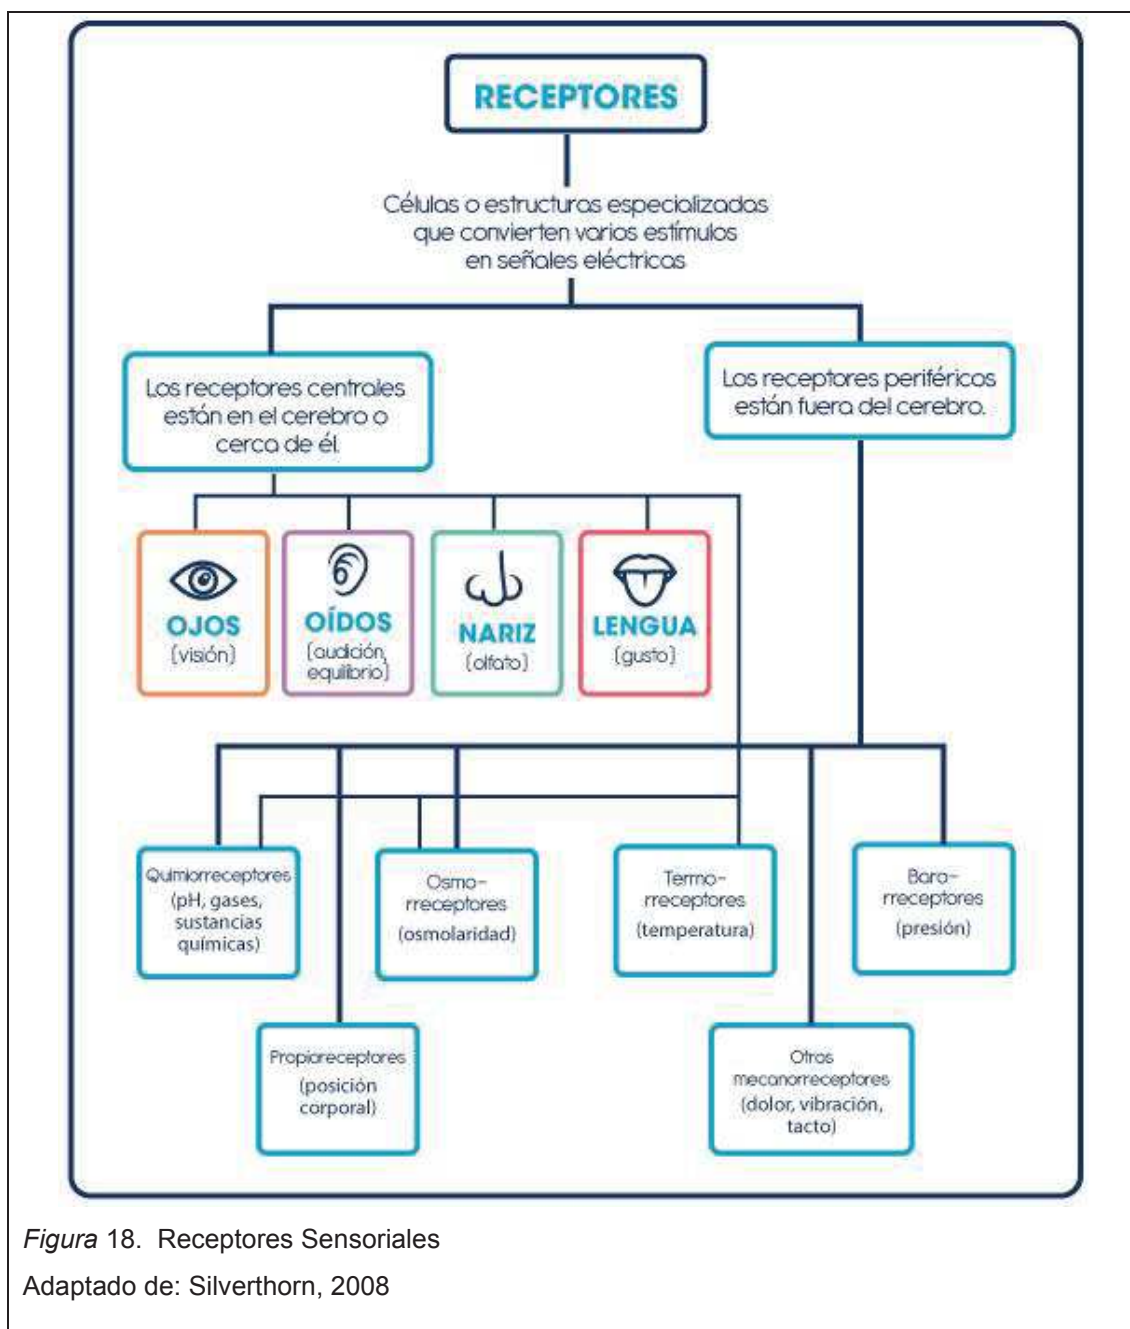 RECEPTORES
Células o estructuras especializadas
que convierten varios estímulos
en señales eléctricas
Los receptores centrales
están en el cerebro o
cerca de él.
Los receptores periféricos
están fuera del cerebro.
OJOS
(visión)
OÍDOS
(audición,
equilibrio)
NARIZ
(olfato)
LENGUA
(gusto)
Quimiorreceptores
(pH, gases,
sustancias
químicas)
Osmo-
rreceptores
(osmolaridad)
Termo-
rreceptores
(temperatura)
Baro-
rreceptores
(presión)
Propioreceptores
(posición
corporal)
Otros
mecanorreceptores
(dolor, vibración,
tacto)
Figura 18. Receptores Sensoriales
Adaptado de: Silverthorn, 2008